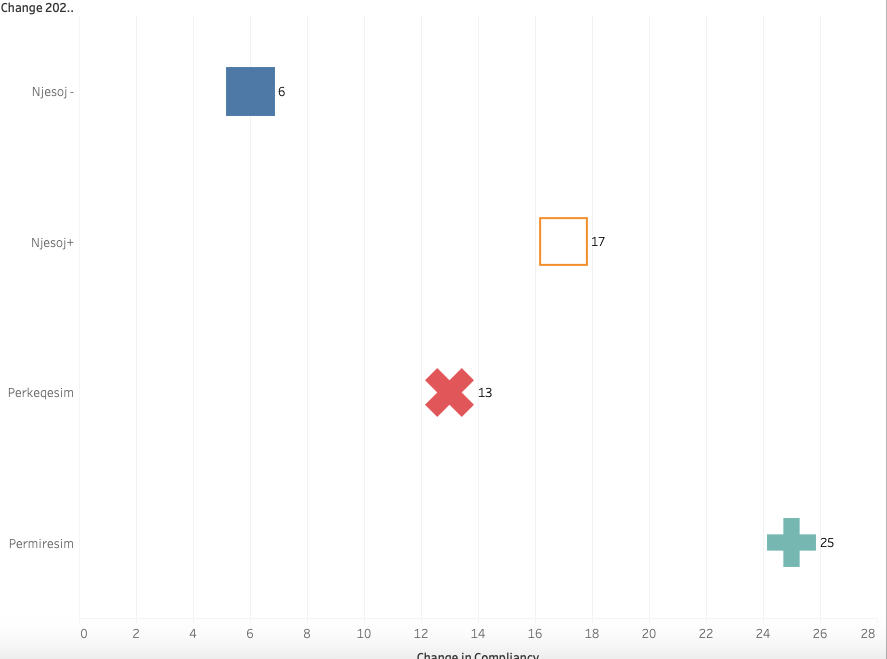 Change 202..
Njesoj -
6
Njesoj+
17
Perkeqesim
13
Permiresim
25
0 2 4 6 8 10 12 14 16 18 20 22 24 26 28
Change in Compliancy